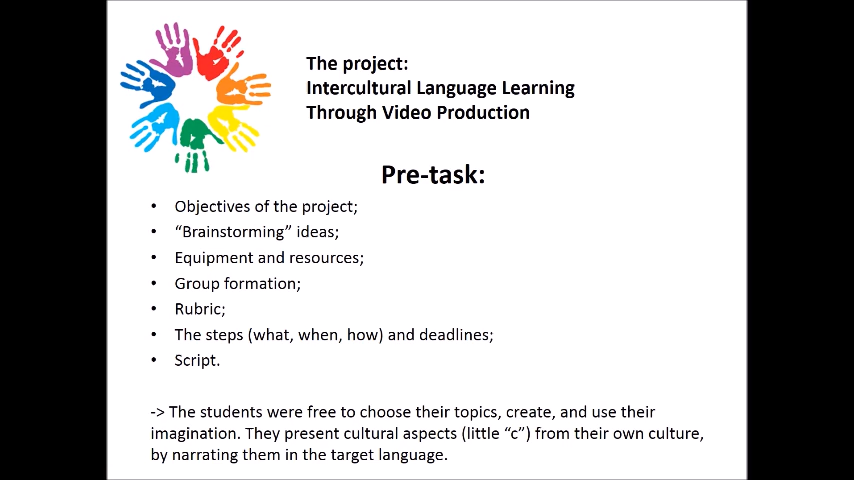 The project:
Intercultural Language Learning
Through Video Production
Pre-task:
• Objectives of the project;
• “Brainstorming” ideas;
• Equipment and resources;
• Group formation;
• Rubric;
• The steps (what, when, how) and deadlines;
• Script.
-> The students were free to choose their topics, create, and use their
imagination. They present cultural aspects (little “c”) from their own culture,
by narrating them in the target language.